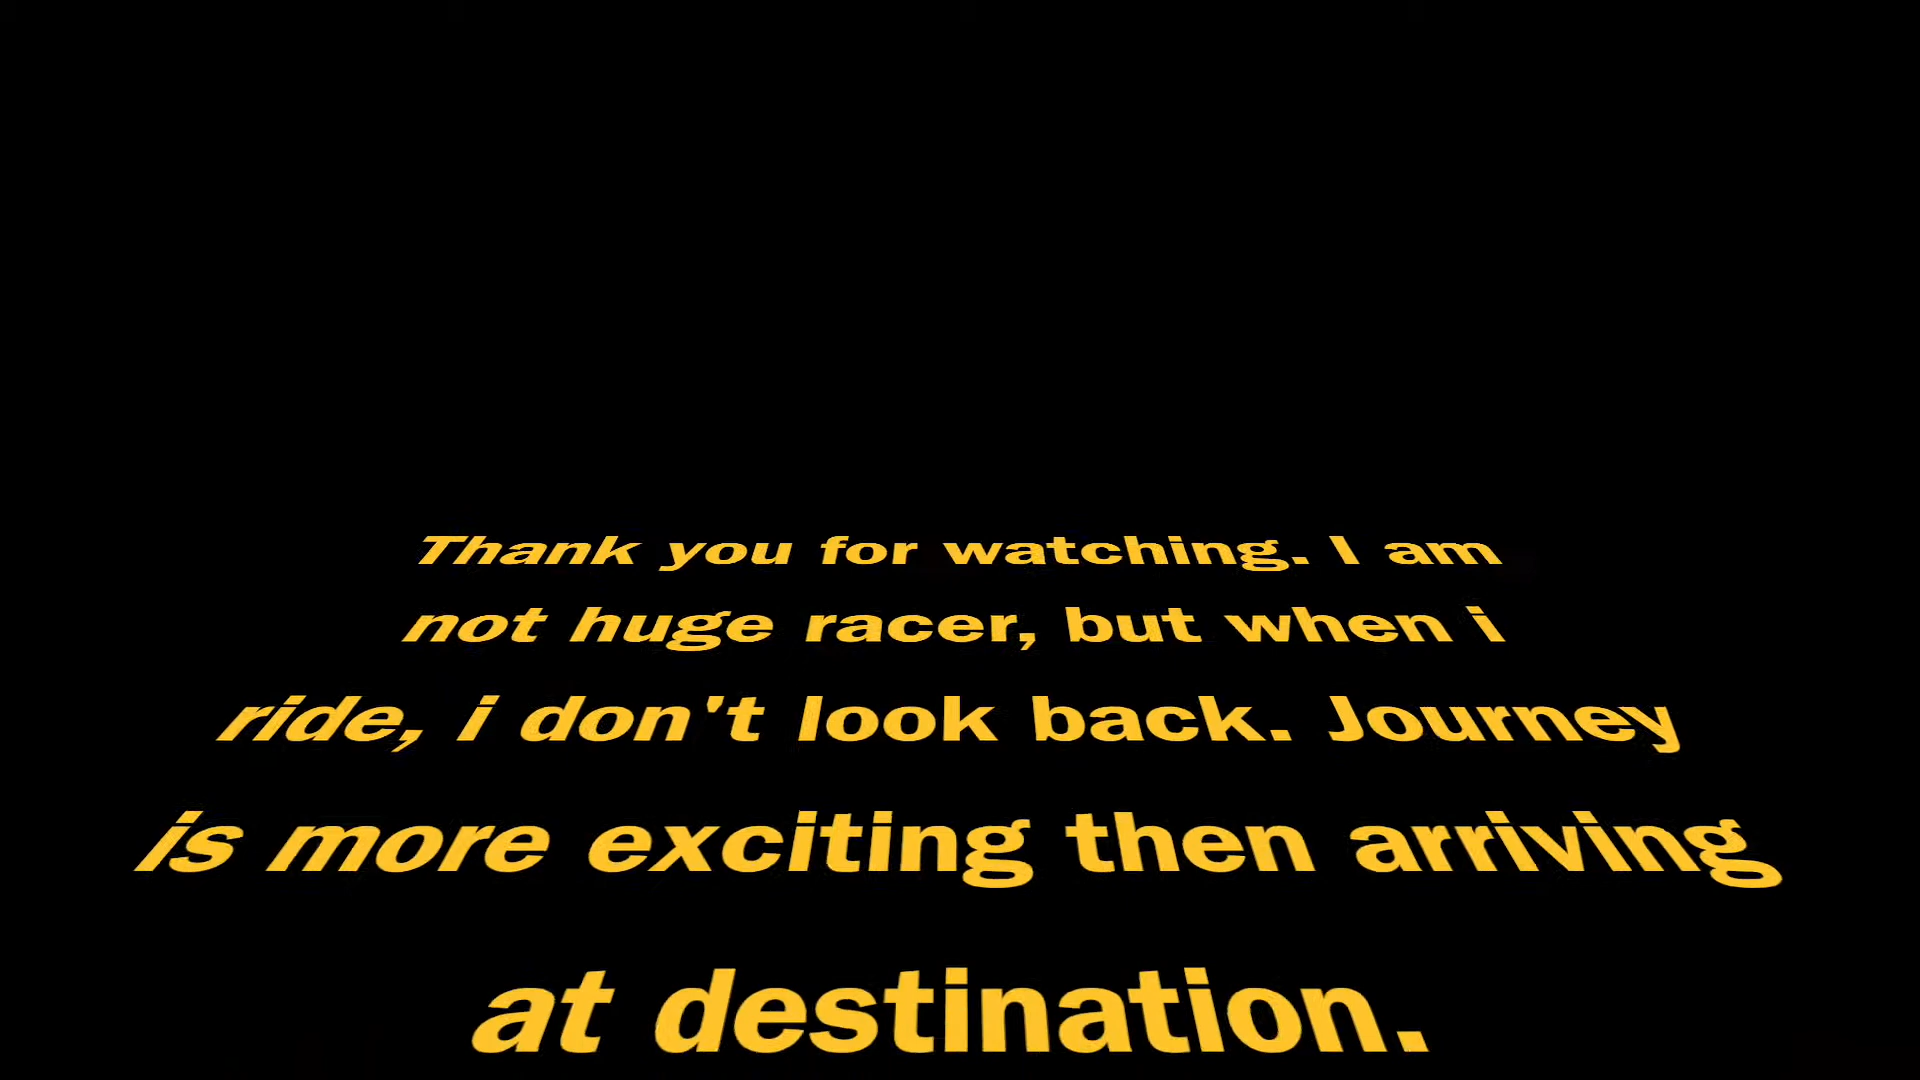 Thank you for watching. I am
not huge racer, but when i
ride, i don't look back. Journey
is more exciting then arriving
at destination.